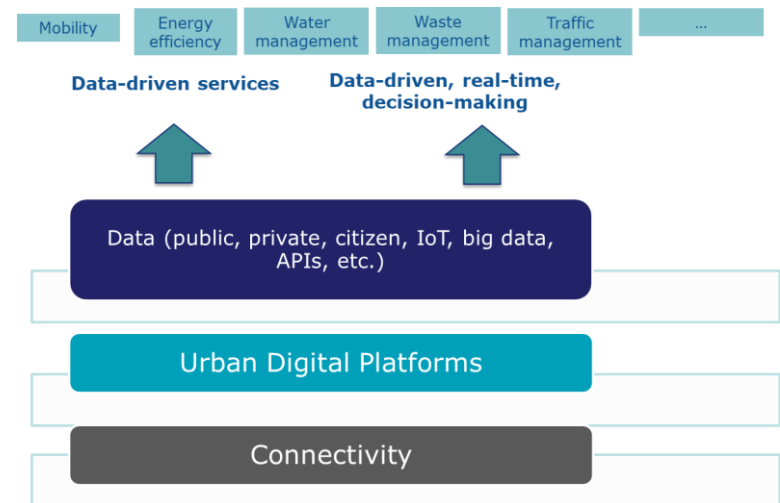 Mobility
Energy
efficiency
Water
management
Waste
management
Traffic
management
...
Data-driven services
Data-driven, real-time,
decision-making
Data (public, private, citizen, IoT, big data,
APIs, etc.)
Urban Digital Platforms
Connectivity